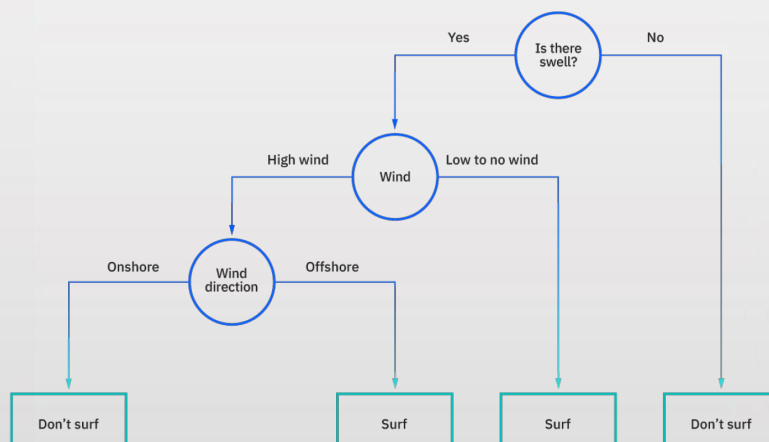 Yes
Is there
swell?
No
High wind
Wind
Low to no wind
Onshore
Wind
direction
Offshore
Don't surf
Surf
Surf
Don't surf